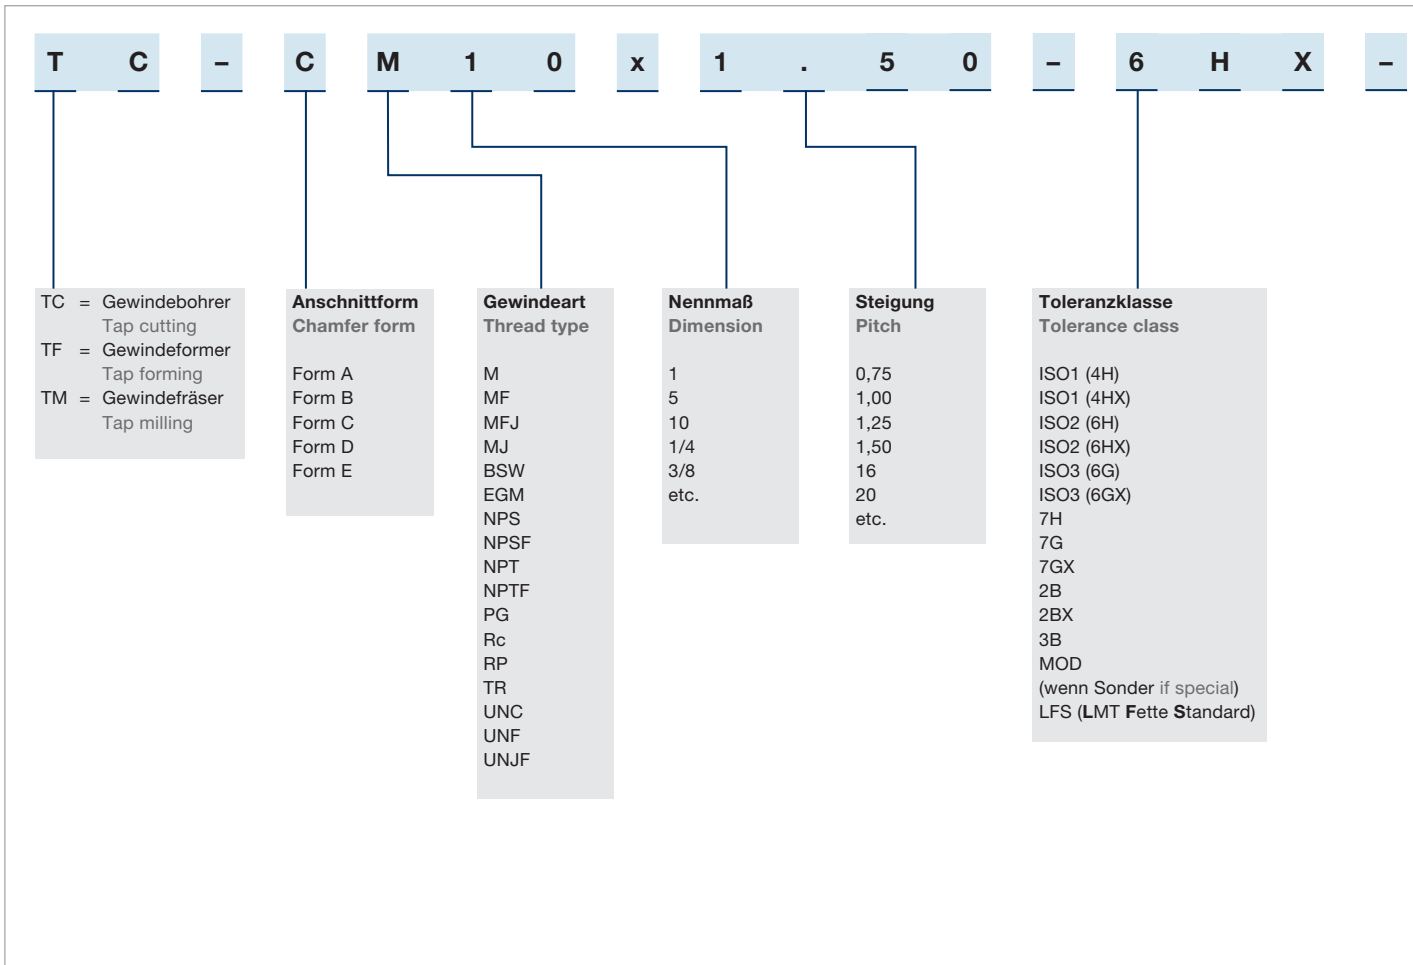 T C – C M 1 0 x 1 . 5 0 – 6 H X –
TC = Gewindebohrer
Tap cutting
TF = Gewindeformer
Tap forming
TM = Gewindefräser
Tap milling
Anschnittform
Chamfer form
Form A
Form B
Form C
Form D
Form E
Gewindeart
Thread type
M
MF
MFJ
MJ
BSW
EGM
NPS
NPSF
NPT
NPTF
PG
Rc
RP
TR
UNC
UNF
UNJF
Nennmaß
Dimension
1
5
10
1/4
3/8
etc.
Steigung
Pitch
0,75
1,00
1,25
1,50
16
20
etc.
Toleranzklasse
Tolerance class
ISO1 (4H)
ISO1 (4HX)
ISO2 (6H)
ISO2 (6HX)
ISO3 (6G)
ISO3 (6GX)
7H
7G
7GX
2B
2BX
3B
MOD
(wenn Sonder if special)
LFS (LMT Fette Standard)